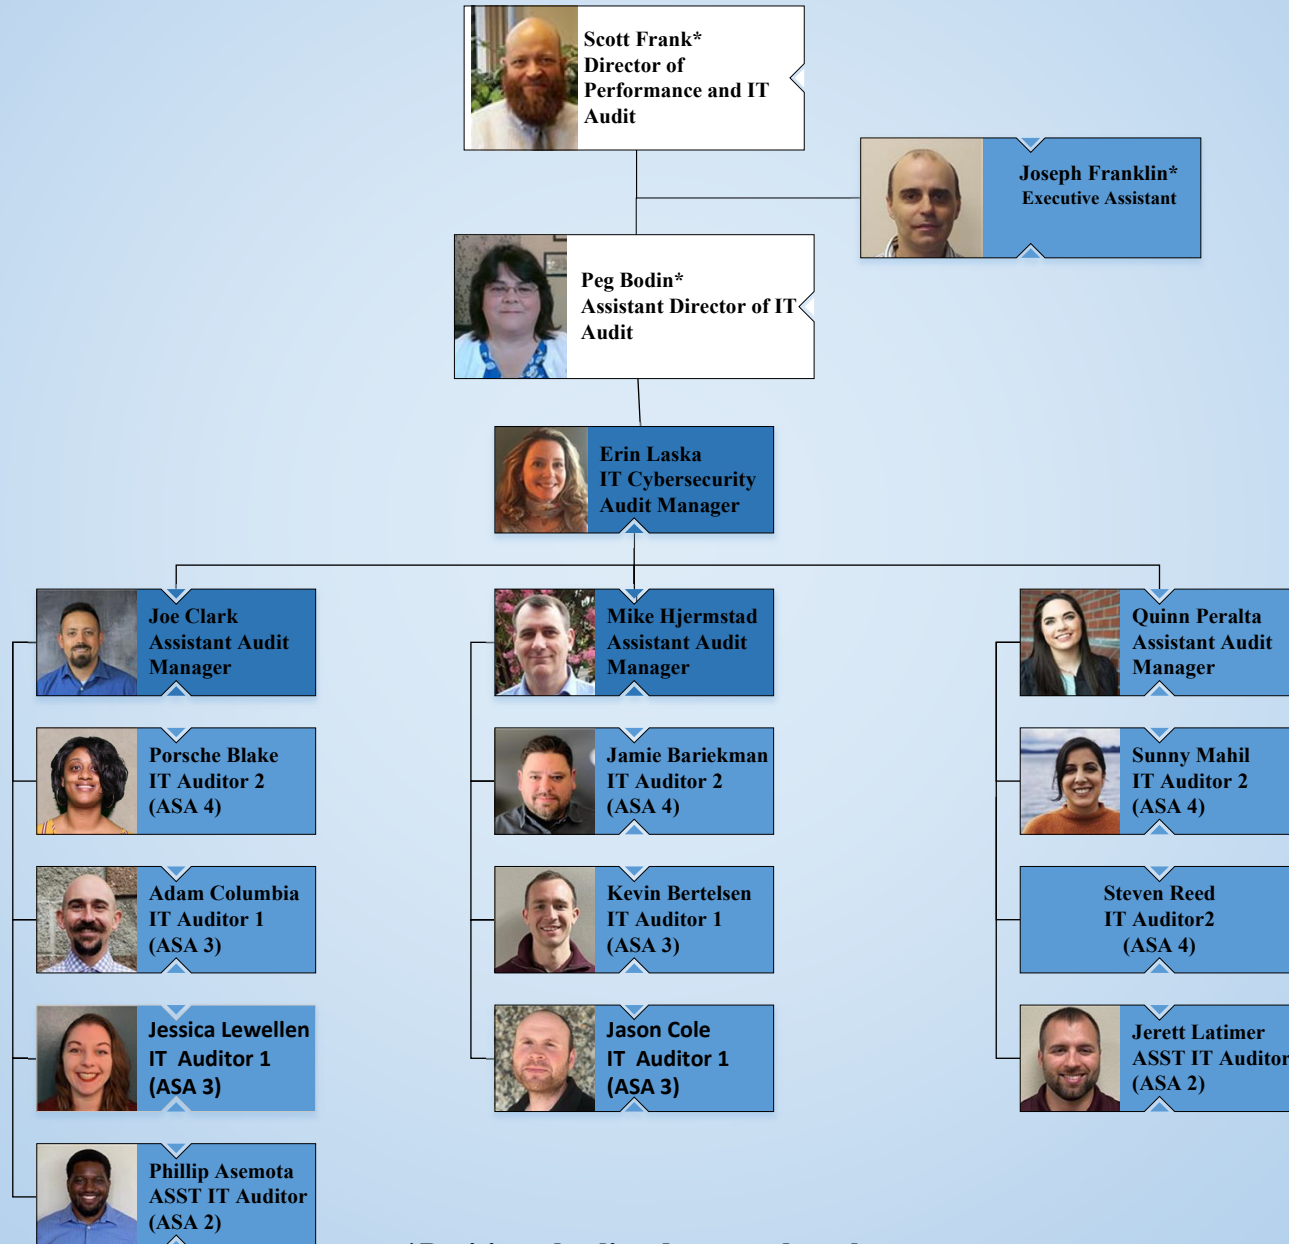 Scott Frank*
Director of
Performance and IT
Audit
Joseph Franklin*
Executive Assistant
Peg Bodin*
Assistant Director of IT
Audit
Erin Laska
IT Cybersecurity
Audit Manager
Joe Clark
Assistant Audit
Manager
Porsche Blake
IT Auditor 2
(ASA 4)
Adam Columbia
IT Auditor 1
(ASA 3)
Jessica Lewellen
IT  Auditor 1
(ASA 3)
Phillip Asemota
ASST IT Auditor
(ASA 2)
Mike Hjermstad
Assistant Audit
Manager
Jamie Bariekman
IT Auditor 2
(ASA 4)
Kevin Bertelsen
IT Auditor 1
(ASA 3)
Jason Cole
IT  Auditor 1
(ASA 3)
Quinn Peralta
Assistant Audit
Manager
Sunny Mahil
IT Auditor 2
(ASA 4)
Steven Reed
IT Auditor2
(ASA 4)
Jerett Latimer
ASST IT Auditor
(ASA 2)